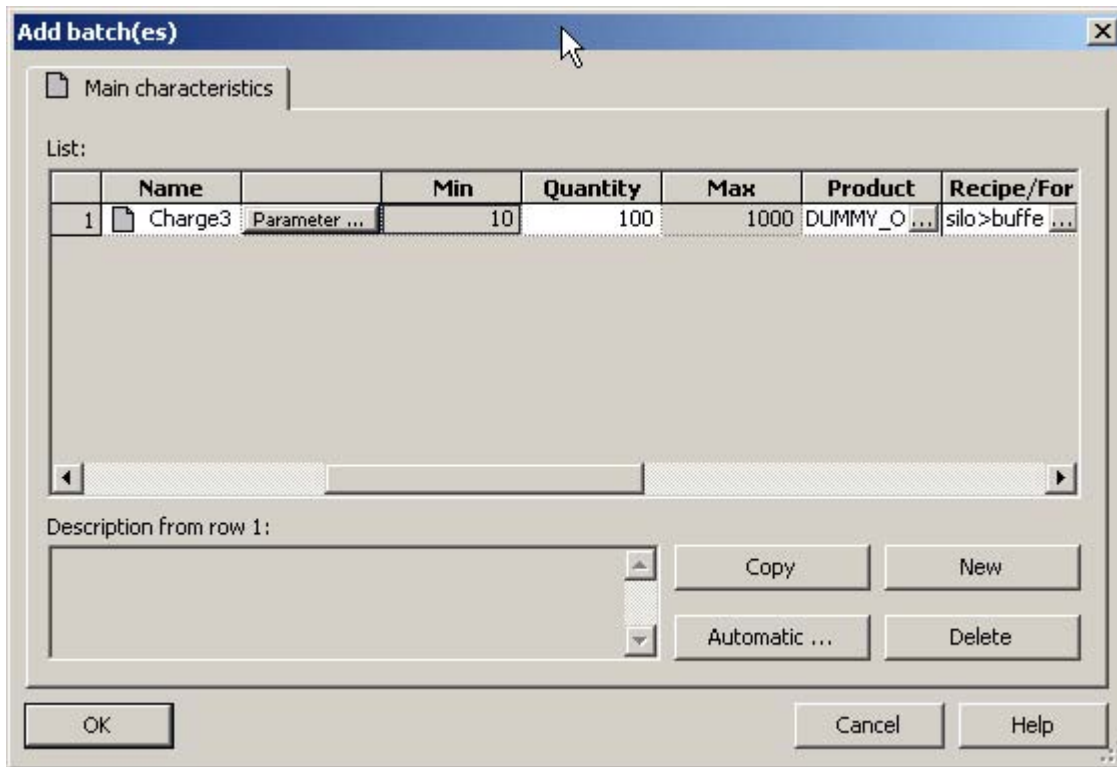 Add batch(es)
Main characteristics
List:
Name Min Quantity Max Product Recipe/For
1 Charge3 Parameter ... 10 100 1000 DUMMY_O ... silo>buffe ...
Description from row 1:
Copy New
Automatic ... Delete
OK Cancel Help